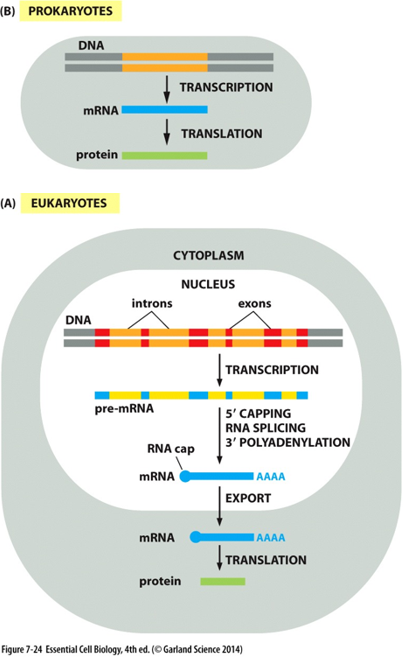 (B) PROKARYOTES
DNA
TRANSCRIPTION
mRNA
TRANSLATION
protein
(A) EUKARYOTES
CYTOPLASM
NUCLEUS
introns exons
DNA
TRANSCRIPTION
pre-mRNA
5′ CAPPING
RNA SPLICING
3′ POLYADENYLATION
RNA cap
mRNA AAAA
EXPORT
mRNA AAAA
TRANSLATION
protein
Figure 7-24 Essential Cell Biology, 4th ed. (© Garland Science 2014)